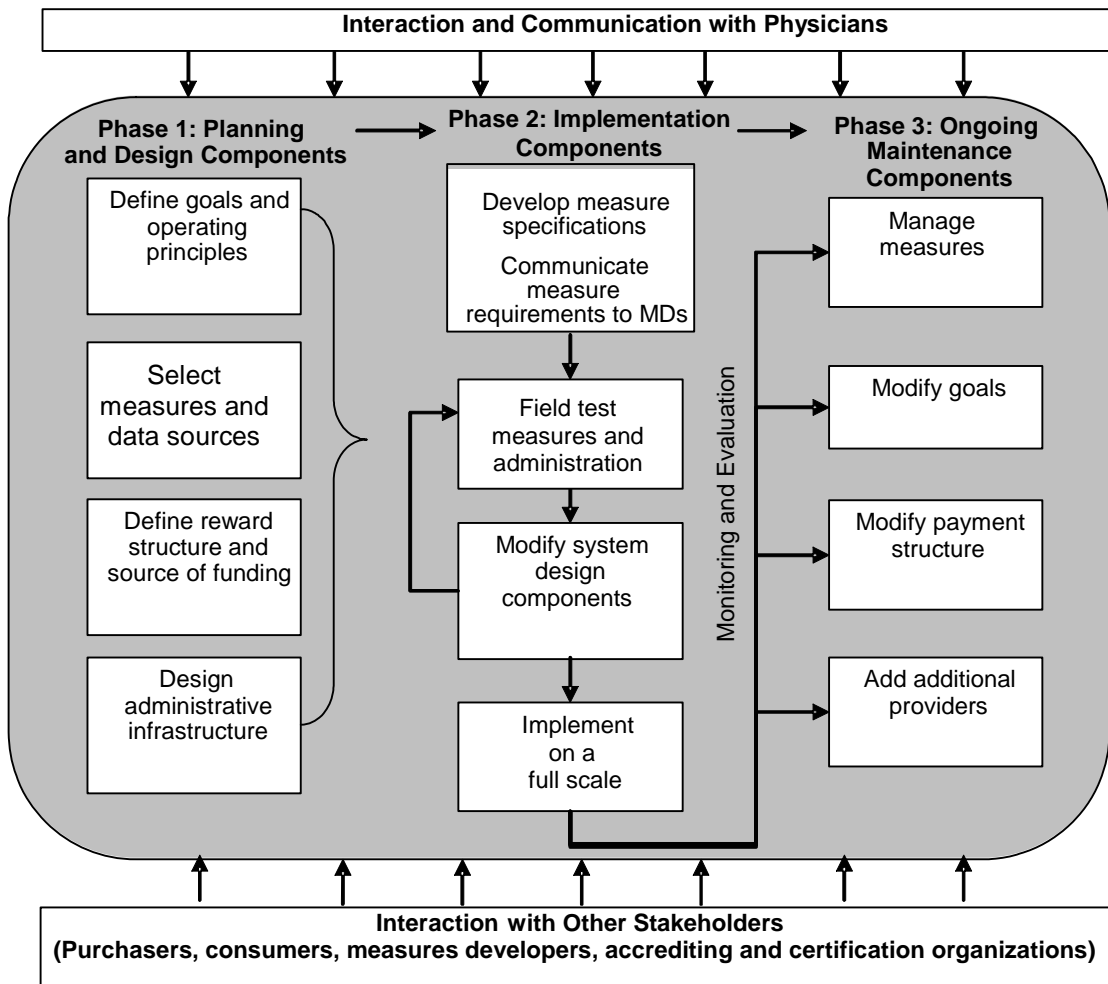 Interaction and Communication with Physicians
Phase 1: Planning
and Design Components
Define goals and
operating
principles
Select
measures and
data sources
Define reward
structure and
source of funding
Design
administrative
infrastructure
Phase 2: Implementation
Components
Develop measure
specifications
Communicate
measure
requirements to MDs
Field test
measures and
administration
Modify system
design
components
Implement
on a
full scale
Monitoring and Evaluation
Phase 3: Ongoing
Maintenance
Components
Manage
measures
Modify goals
Modify payment
structure
Add additional
providers
Interaction with Other Stakeholders
(Purchasers, consumers, measures developers, accrediting and certification organizations)